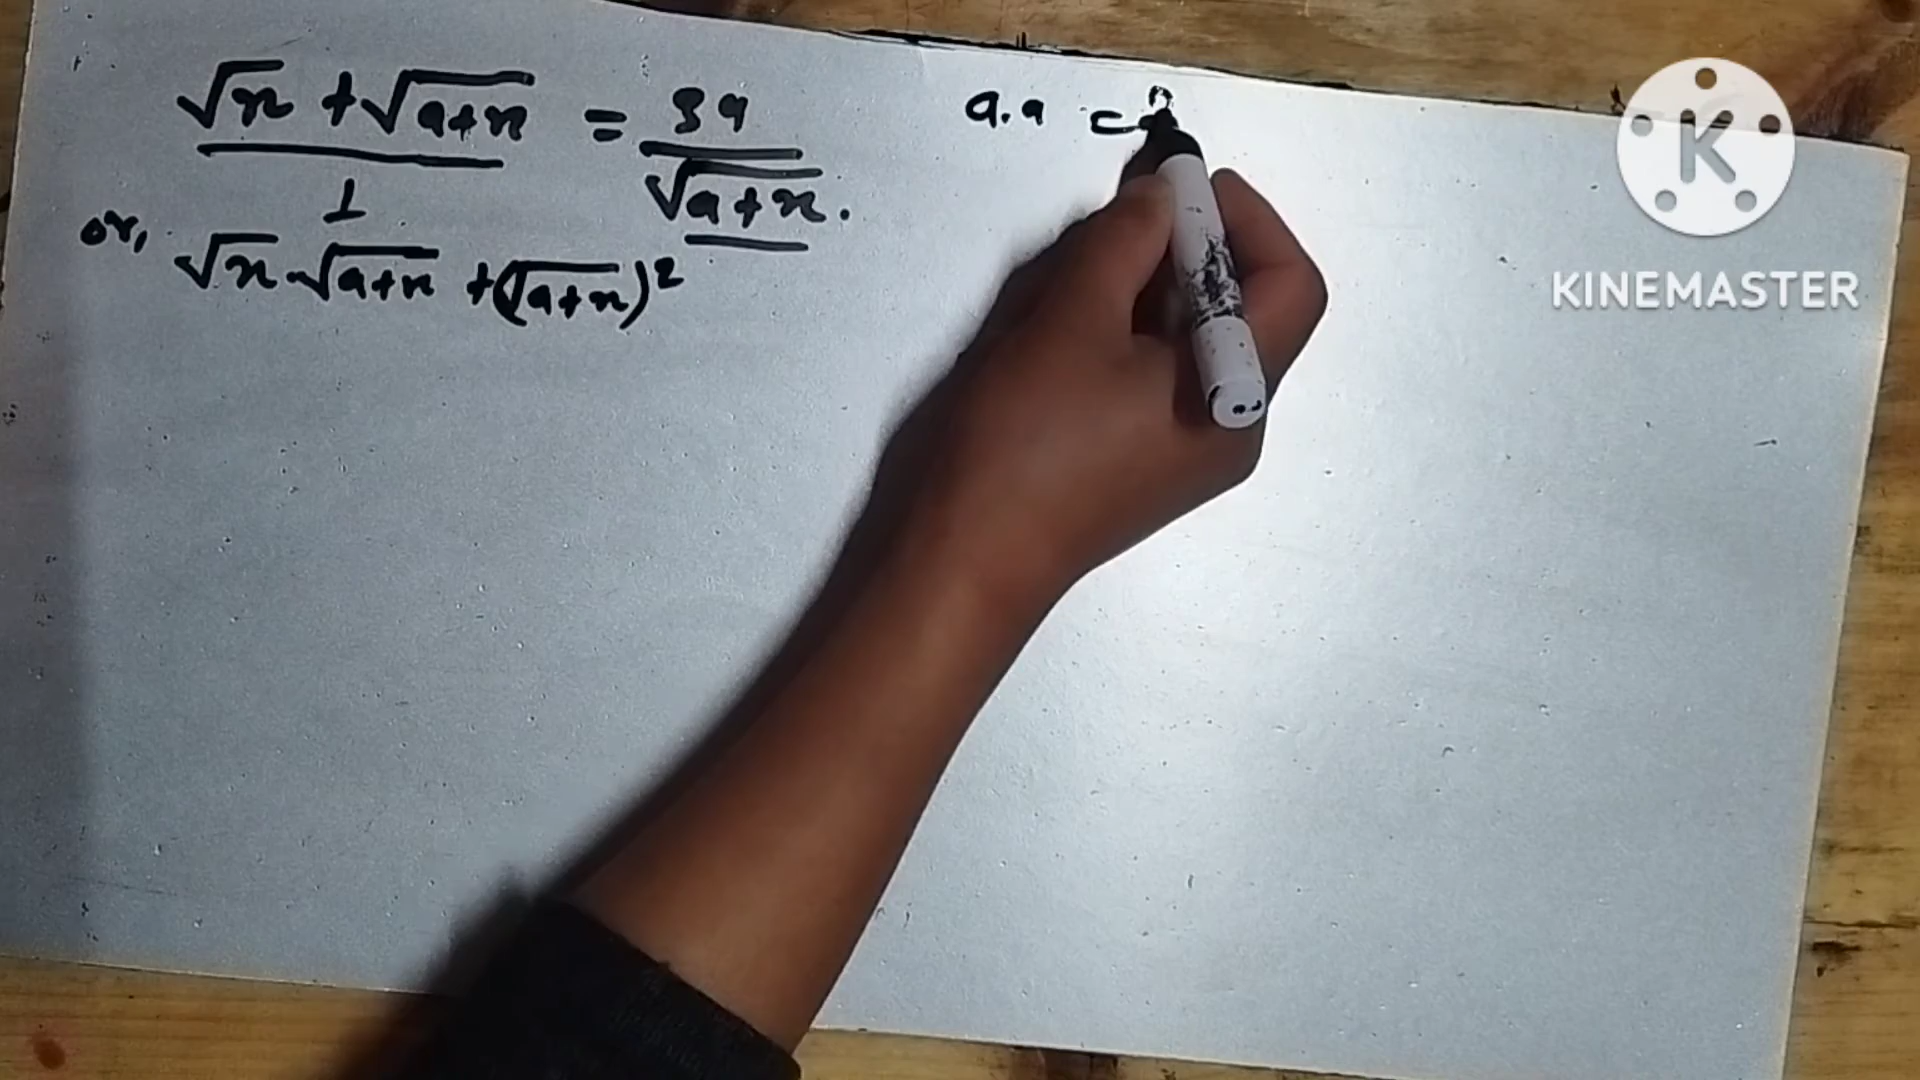 √x + √a+x = 3a
1 √a+x .
or, √x √a+x + (√a+x)²
a.a =
K
KINEMASTER